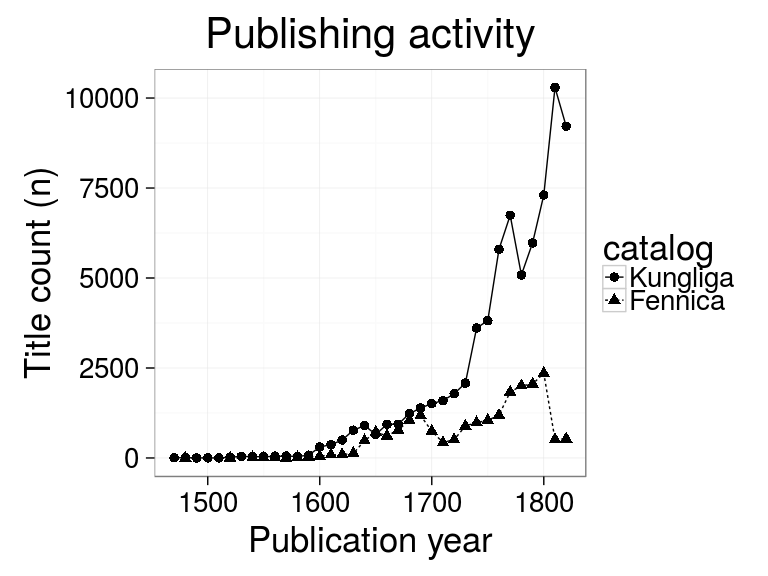 Publishing activity
10000
7500
5000
2500
0
Title count (n)
1500 1600 1700 1800
Publication year
catalog
Kungliga
Fennica